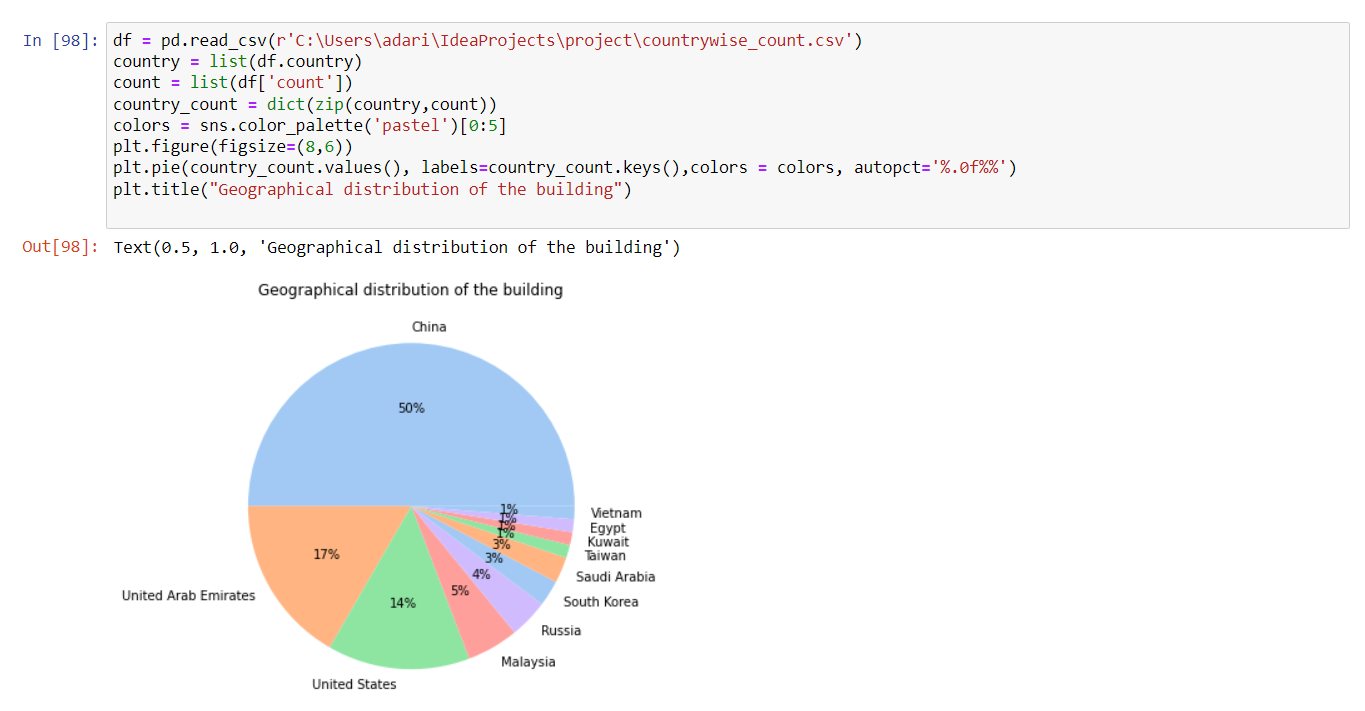 In [98]: df = pd.read_csv(r'C:\Users\adari\IdeaProjects\project\countrywise_count.csv')
country = list(df.country)
count = list(df['count'])
country_count = dict(zip(country,count))
colors = sns.color_palette('pastel')[0:5]
plt.figure(figsize=(8,6))
plt.pie(country_count.values(), labels=country_count.keys(),colors = colors, autopct='%.0f%%')
plt.title("Geographical distribution of the building")
Out[98]: Text(0.5, 1.0, 'Geographical distribution of the building')
Geographical distribution of the building
China
50%
1%
Vietnam
1%
Egypt
1%
Kuwait
1%
Taiwan
3%
Saudi Arabia
3%
South Korea
4%
Russia
5%
Malaysia
14%
United States
17%
United Arab Emirates